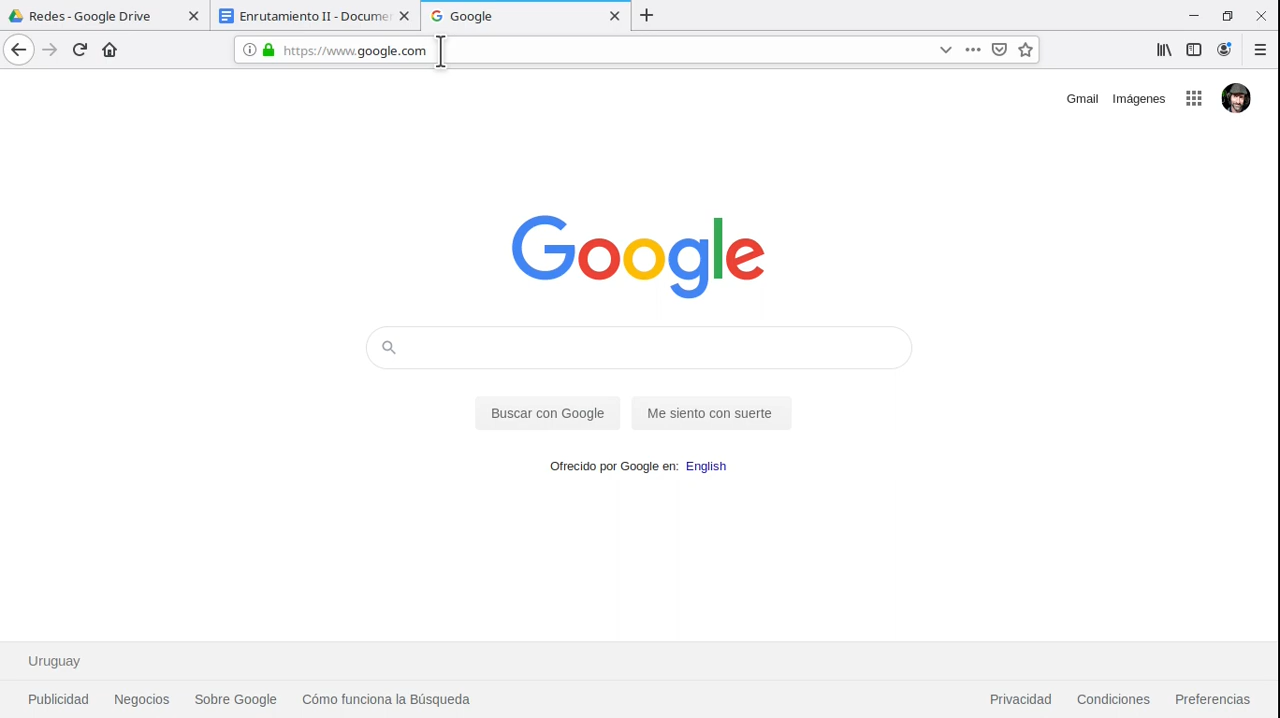 Redes - Google Drive
Enrutamiento II - Docume
Google
https://www.google.com
Gmail Imágenes
Google
Buscar con Google Me siento con suerte
Ofrecido por Google en: English
Uruguay
Publicidad Negocios Sobre Google Cómo funciona la Búsqueda Privacidad Condiciones Preferencias